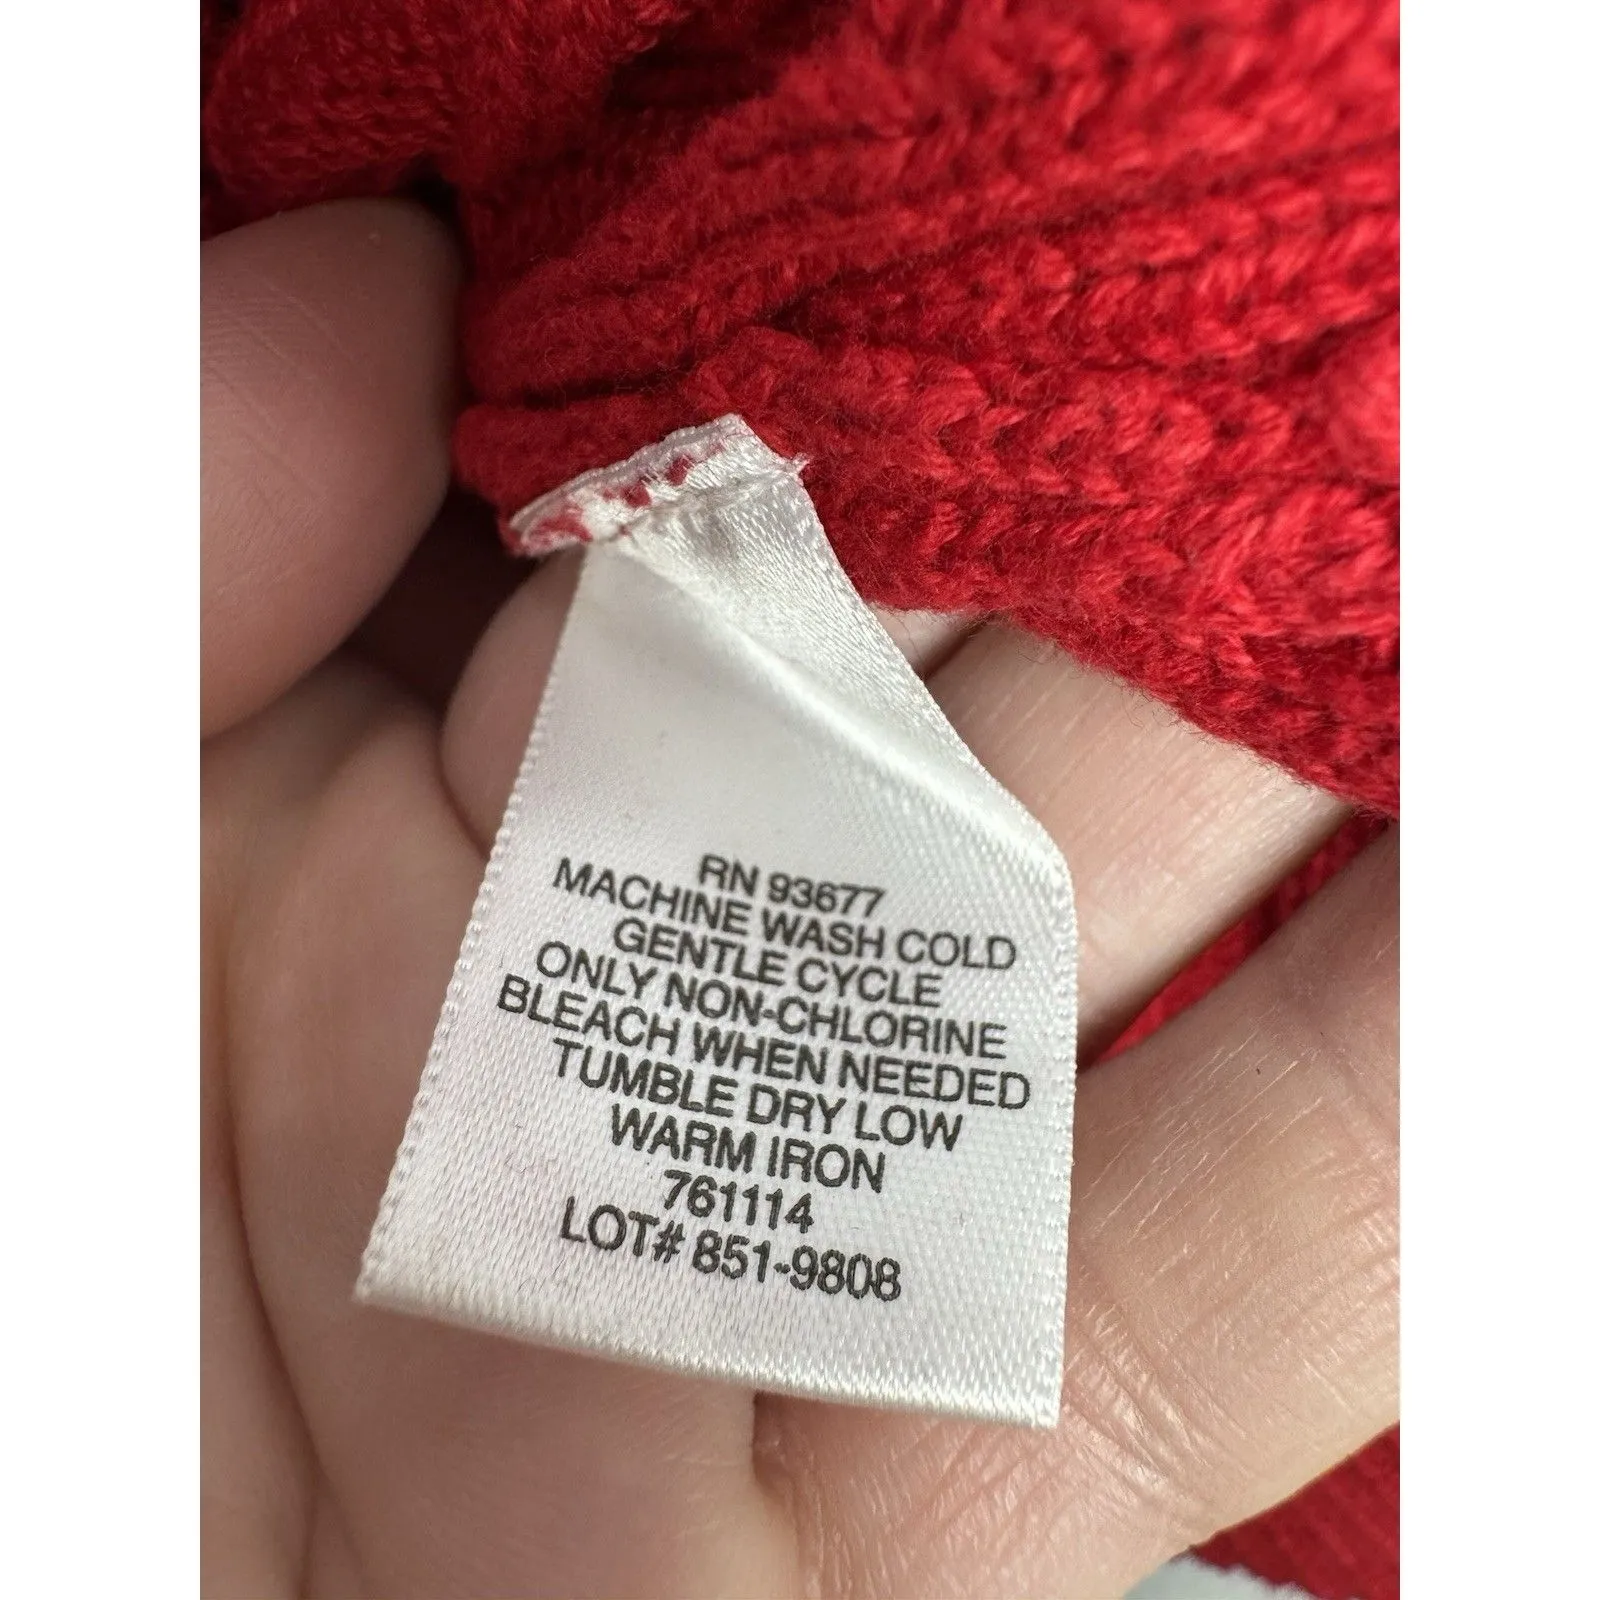 RN 93677
MACHINE WASH COLD
GENTLE CYCLE
ONLY NON-CHLORINE
BLEACH WHEN NEEDED
TUMBLE DRY LOW
WARM IRON
761114
LOT# 851-9808